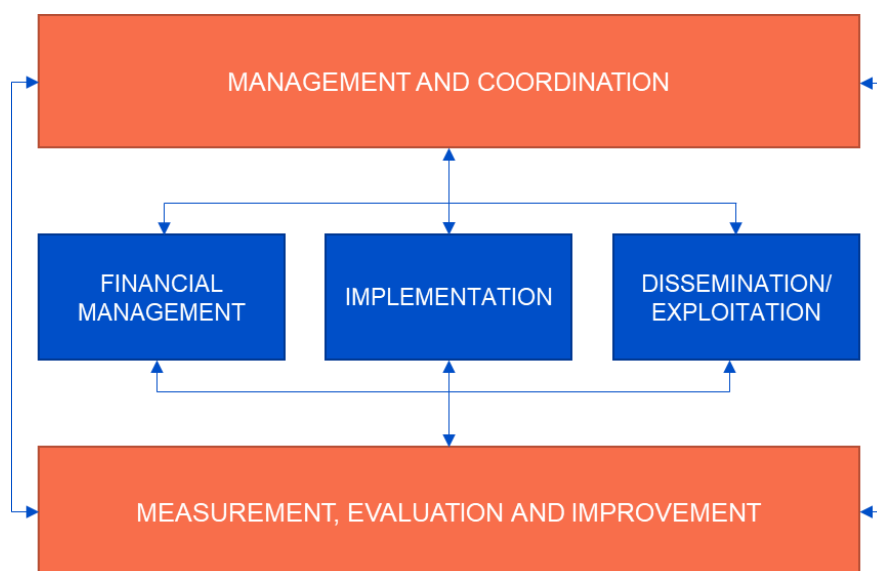 MANAGEMENT AND COORDINATION
FINANCIAL
MANAGEMENT
IMPLEMENTATION
DISSEMINATION/
EXPLOITATION
MEASUREMENT, EVALUATION AND IMPROVEMENT